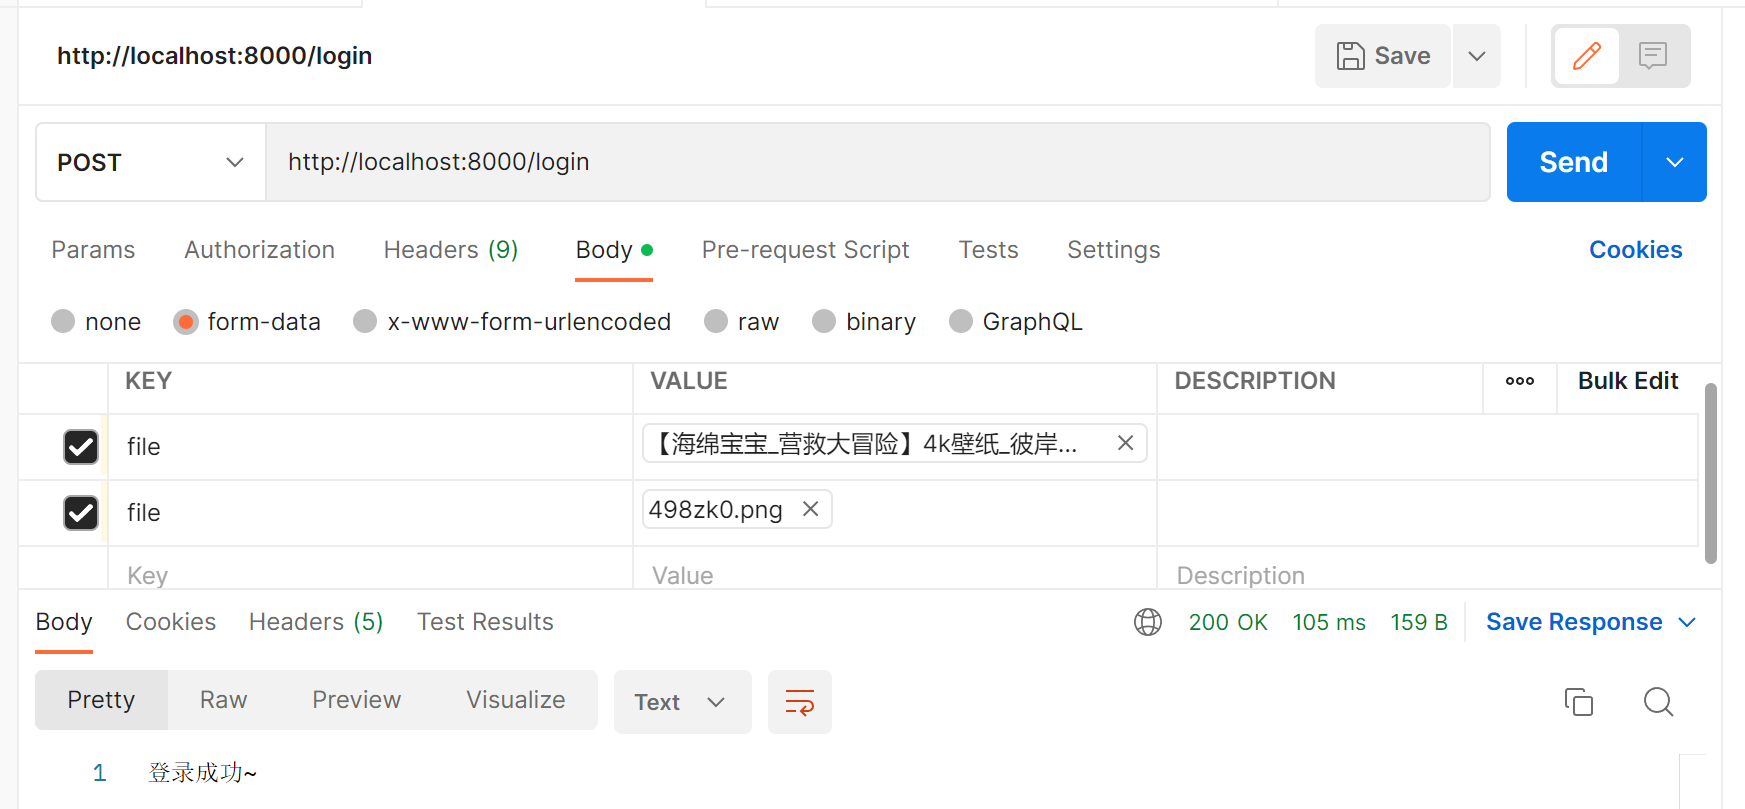 http://localhost:8000/login
Save
POST
http://localhost:8000/login
Send
Params Authorization Headers (9) Body Pre-request Script Tests Settings Cookies
none form-data x-www-form-urlencoded raw binary GraphQL
KEY VALUE DESCRIPTION Bulk Edit
file 【海绵宝宝_营救大冒险】4k壁纸_彼岸...
file 498zk0.png
Key Value Description
Body Cookies Headers (5) Test Results 200 OK 105 ms 159 B Save Response
Pretty Raw Preview Visualize Text
1 登录成功~